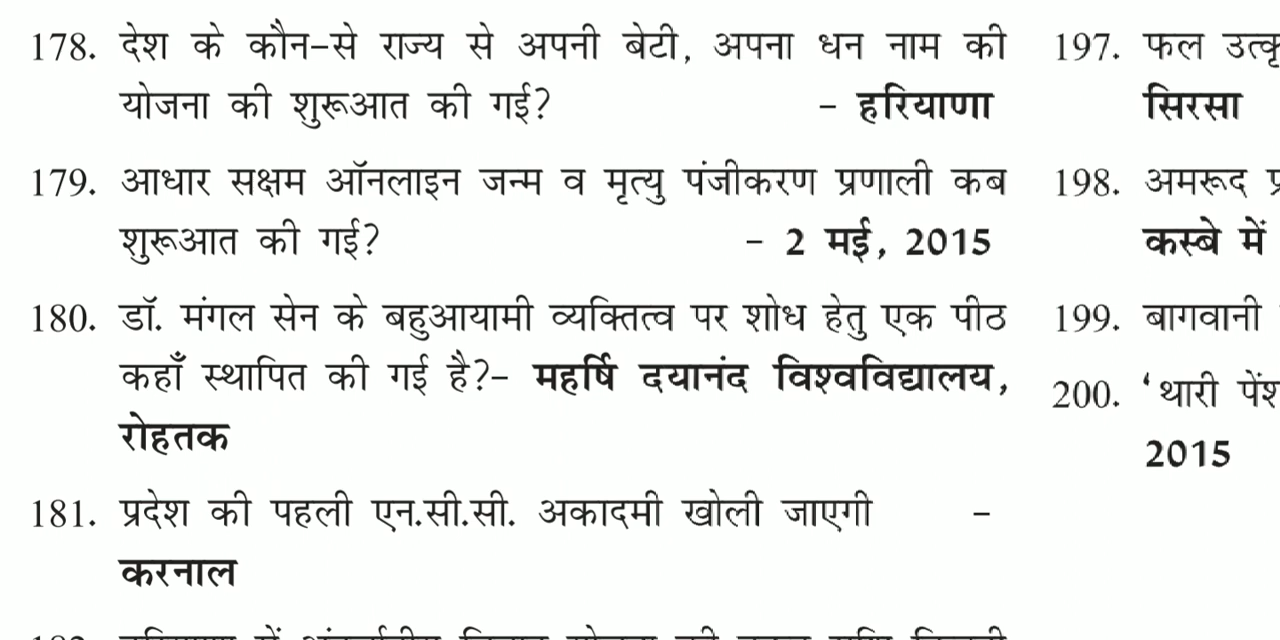 178. देश के कौन-से राज्य से अपनी बेटी, अपना धन नाम की
योजना की शुरूआत की गई? - हरियाणा
179. आधार सक्षम ऑनलाइन जन्म व मृत्यु पंजीकरण प्रणाली कब
शुरूआत की गई? - 2 मई, 2015
180. डॉ. मंगल सेन के बहुआयामी व्यक्तित्व पर शोध हेतु एक पीठ
कहाँ स्थापित की गई है?- महर्षि दयानंद विश्वविद्यालय,
रोहतक
181. प्रदेश की पहली एन.सी.सी. अकादमी खोली जाएगी -
करनाल
197. फल
सिरसा
198. अमरूद
कस्बे में
199. बागवानी
200. ‘थारी
2015